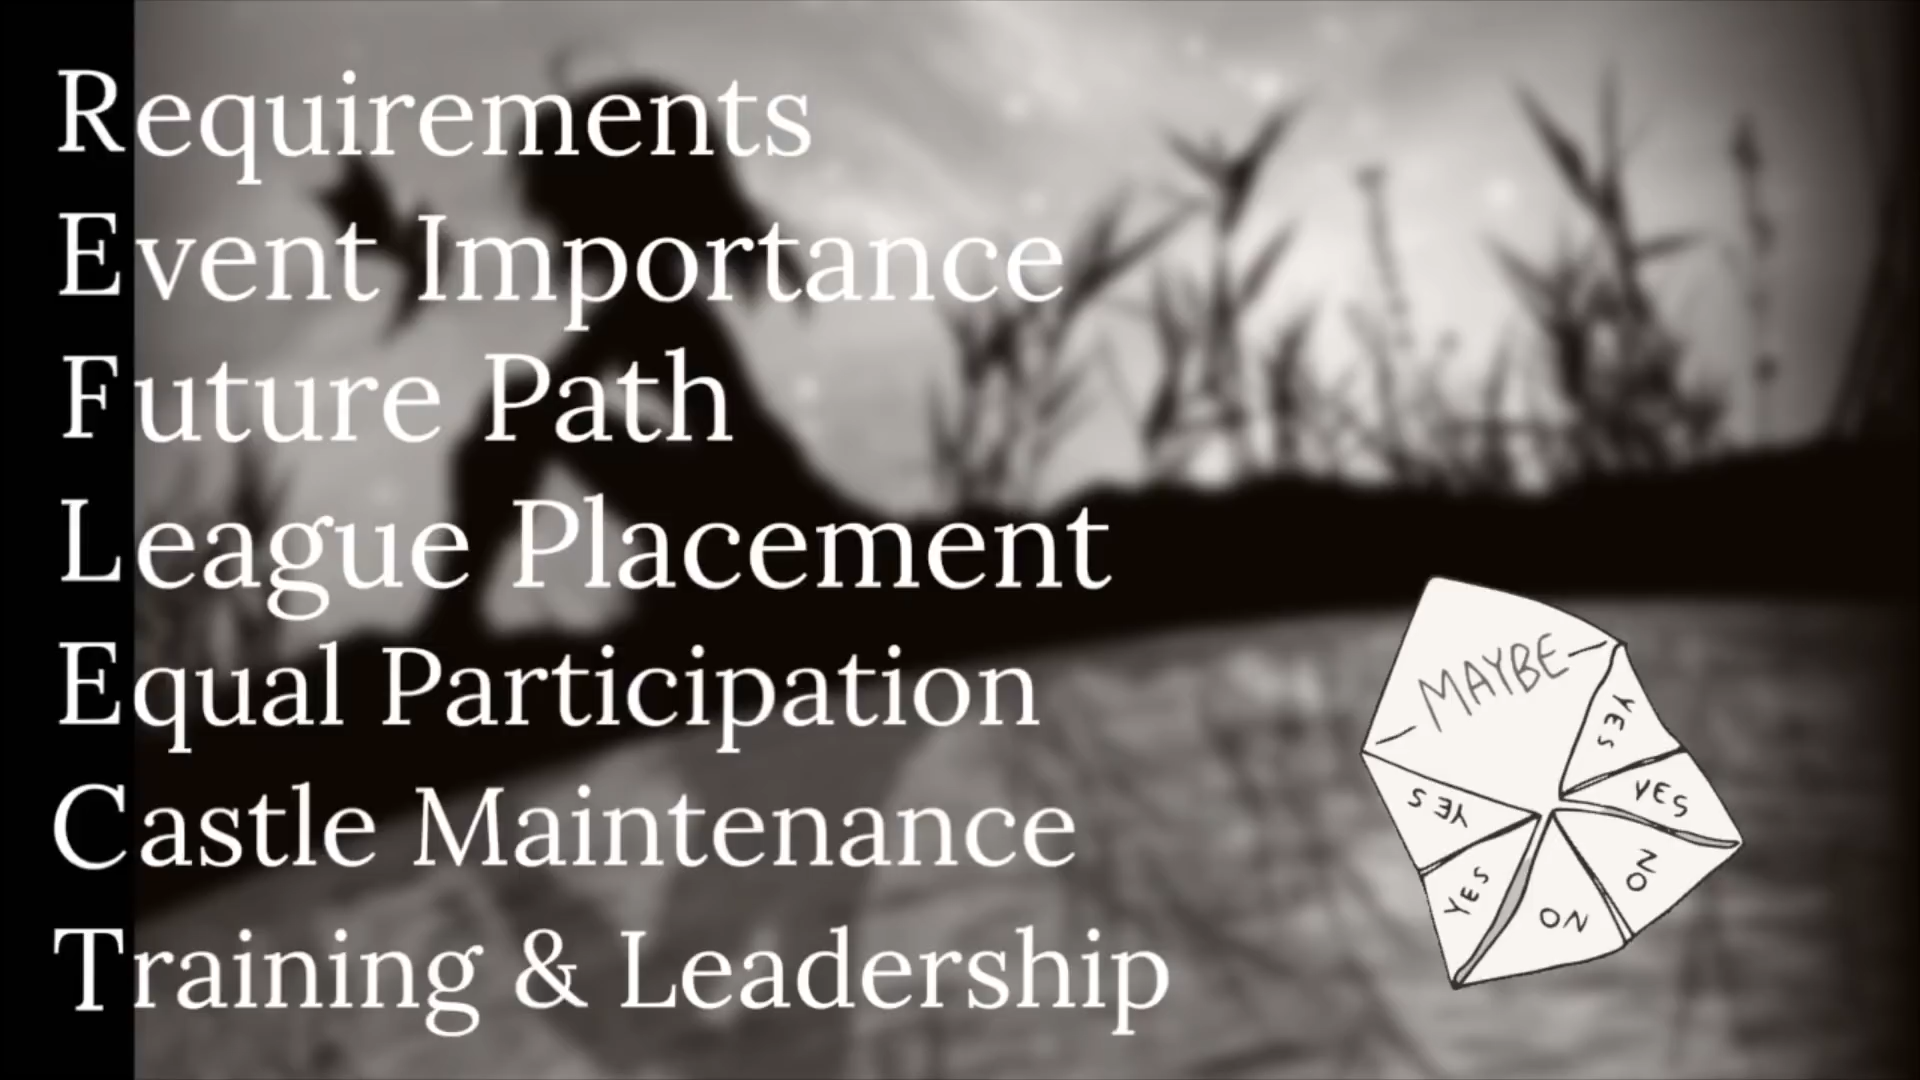 Requirements
Event Importance
Future Path
League Placement
Equal Participation
Castle Maintenance
Training & Leadership
MAYBE
YES
YES
YES
NO
YES
NO